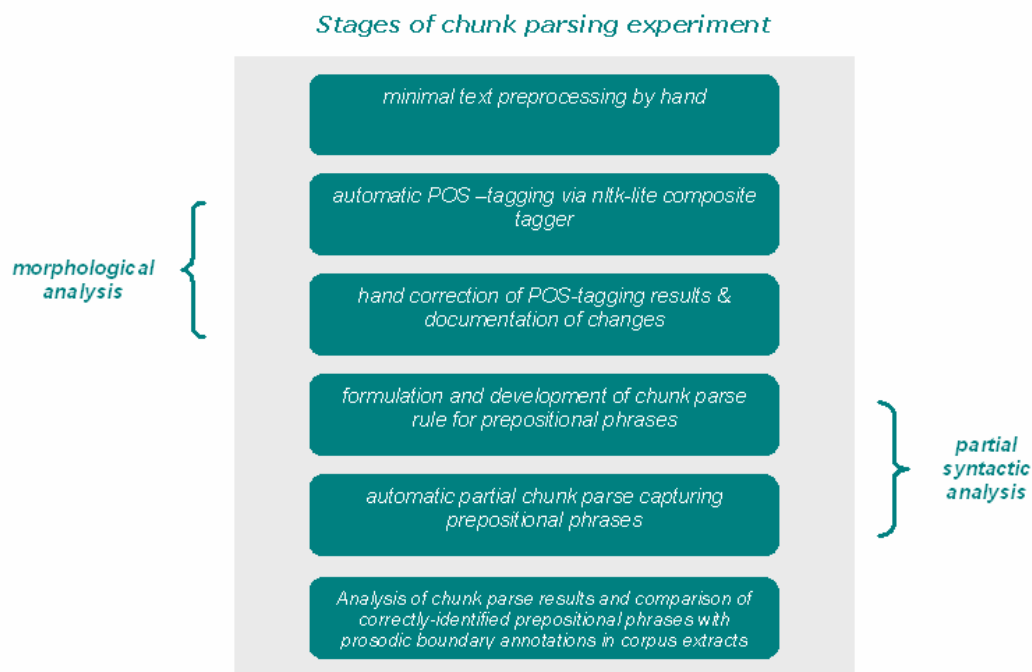 Stages of chunk parsing experiment
minimal text preprocessing by hand
automatic POS –tagging via nltk-lite composite
tagger
morphological
analysis
hand correction of POS-tagging results &
documentation of changes
formulation and development of chunk parse
rule for prepositional phrases
partial
syntactic
analysis
automatic partial chunk parse capturing
prepositional phrases
Analysis of chunk parse results and comparison of
correctly-identified prepositional phrases with
prosodic boundary annotations in corpus extracts